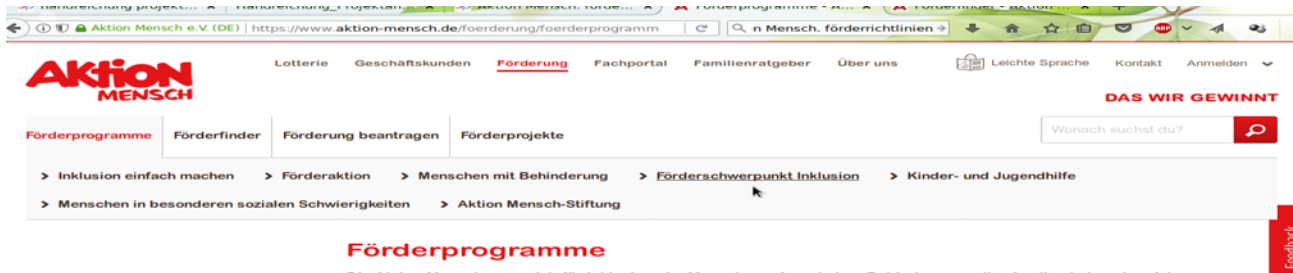 Aktion Mensch e.V. (DE) https://www.aktion-mensch.de/foerderung/foerderprogramm n Mensch. förderrichtlinien
AKtioN MENSCH
Lotterie Geschäftskunden Förderung Fachportal Familienratgeber Über uns Leichte Sprache Kontakt Anmelden
DAS WIR GEWINNT
Förderprogramme Förderfinder Förderung beantragen Förderprojekte Wonach suchst du?
> Inklusion einfach machen > Förderaktion > Menschen mit Behinderung > Förderschwerpunkt Inklusion > Kinder- und Jugendhilfe
> Menschen in besonderen sozialen Schwierigkeiten > Aktion Mensch-Stiftung
Feedback
Förderprogramme